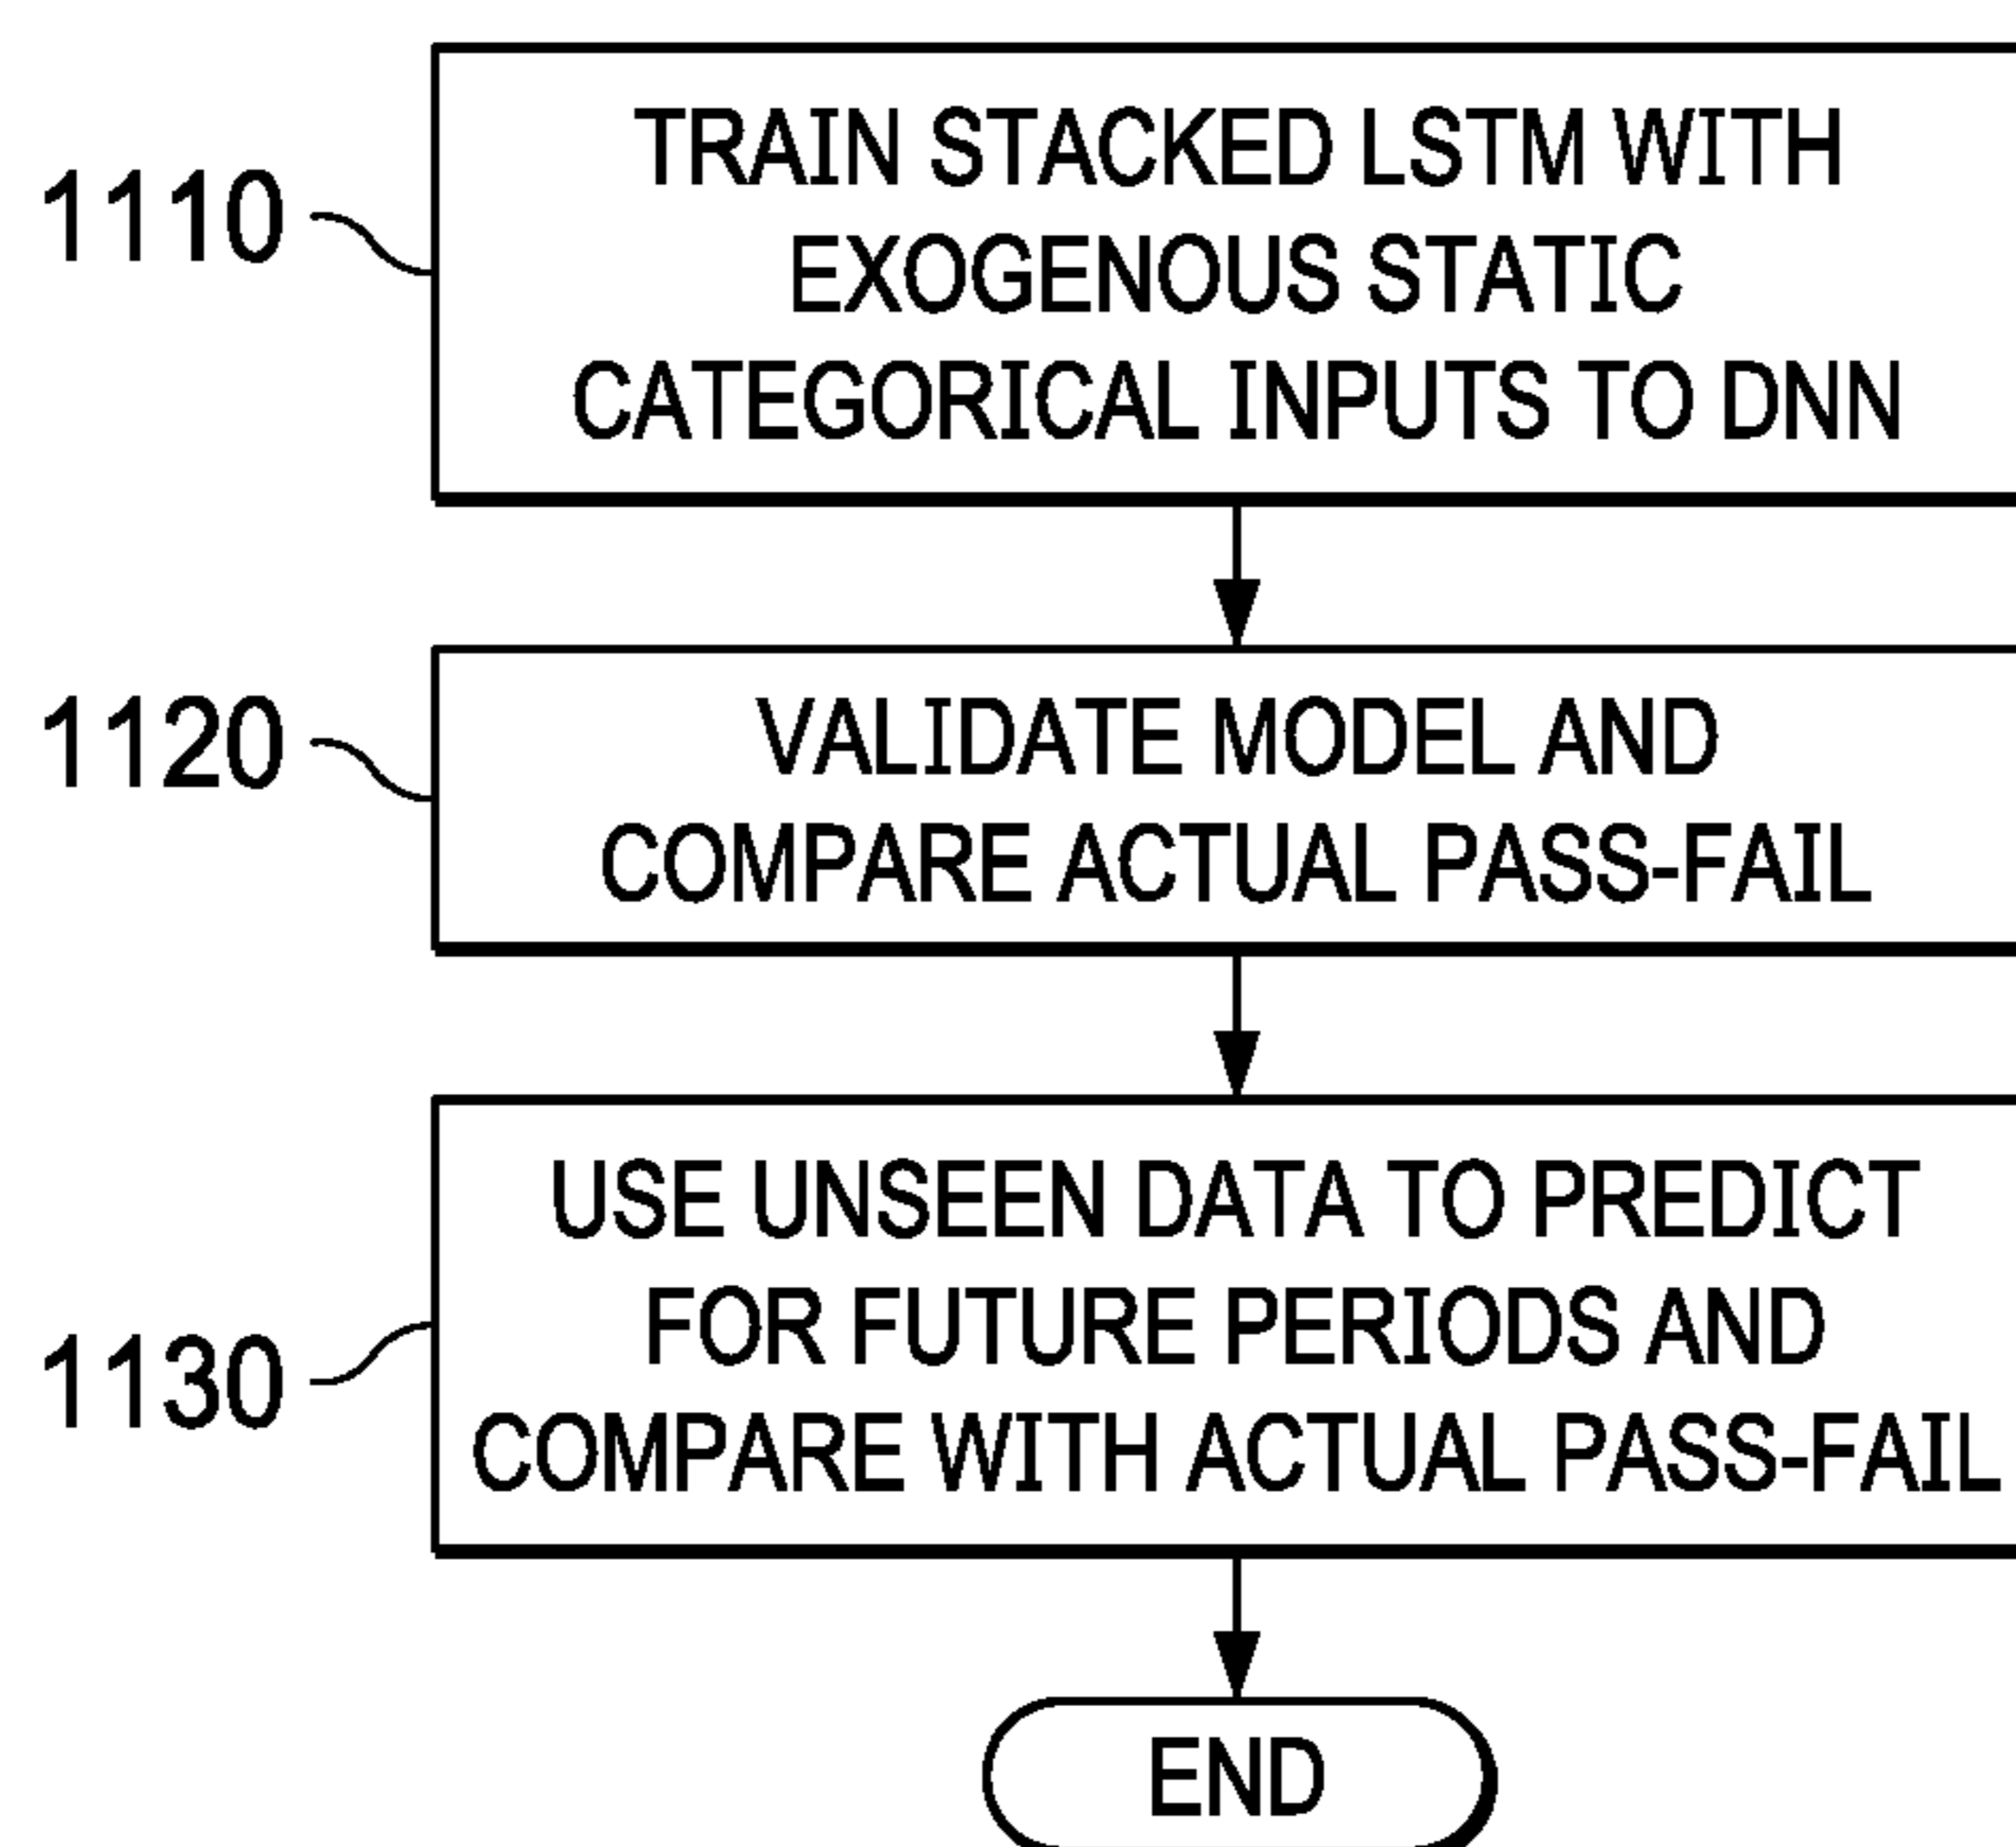 1110
TRAIN STACKED LSTM WITH
EXOGENOUS STATIC
CATEGORICAL INPUTS TO DNN
1120
VALIDATE MODEL AND
COMPARE ACTUAL PASS-FAIL
1130
USE UNSEEN DATA TO PREDICT
FOR FUTURE PERIODS AND
COMPARE WITH ACTUAL PASS-FAIL
END